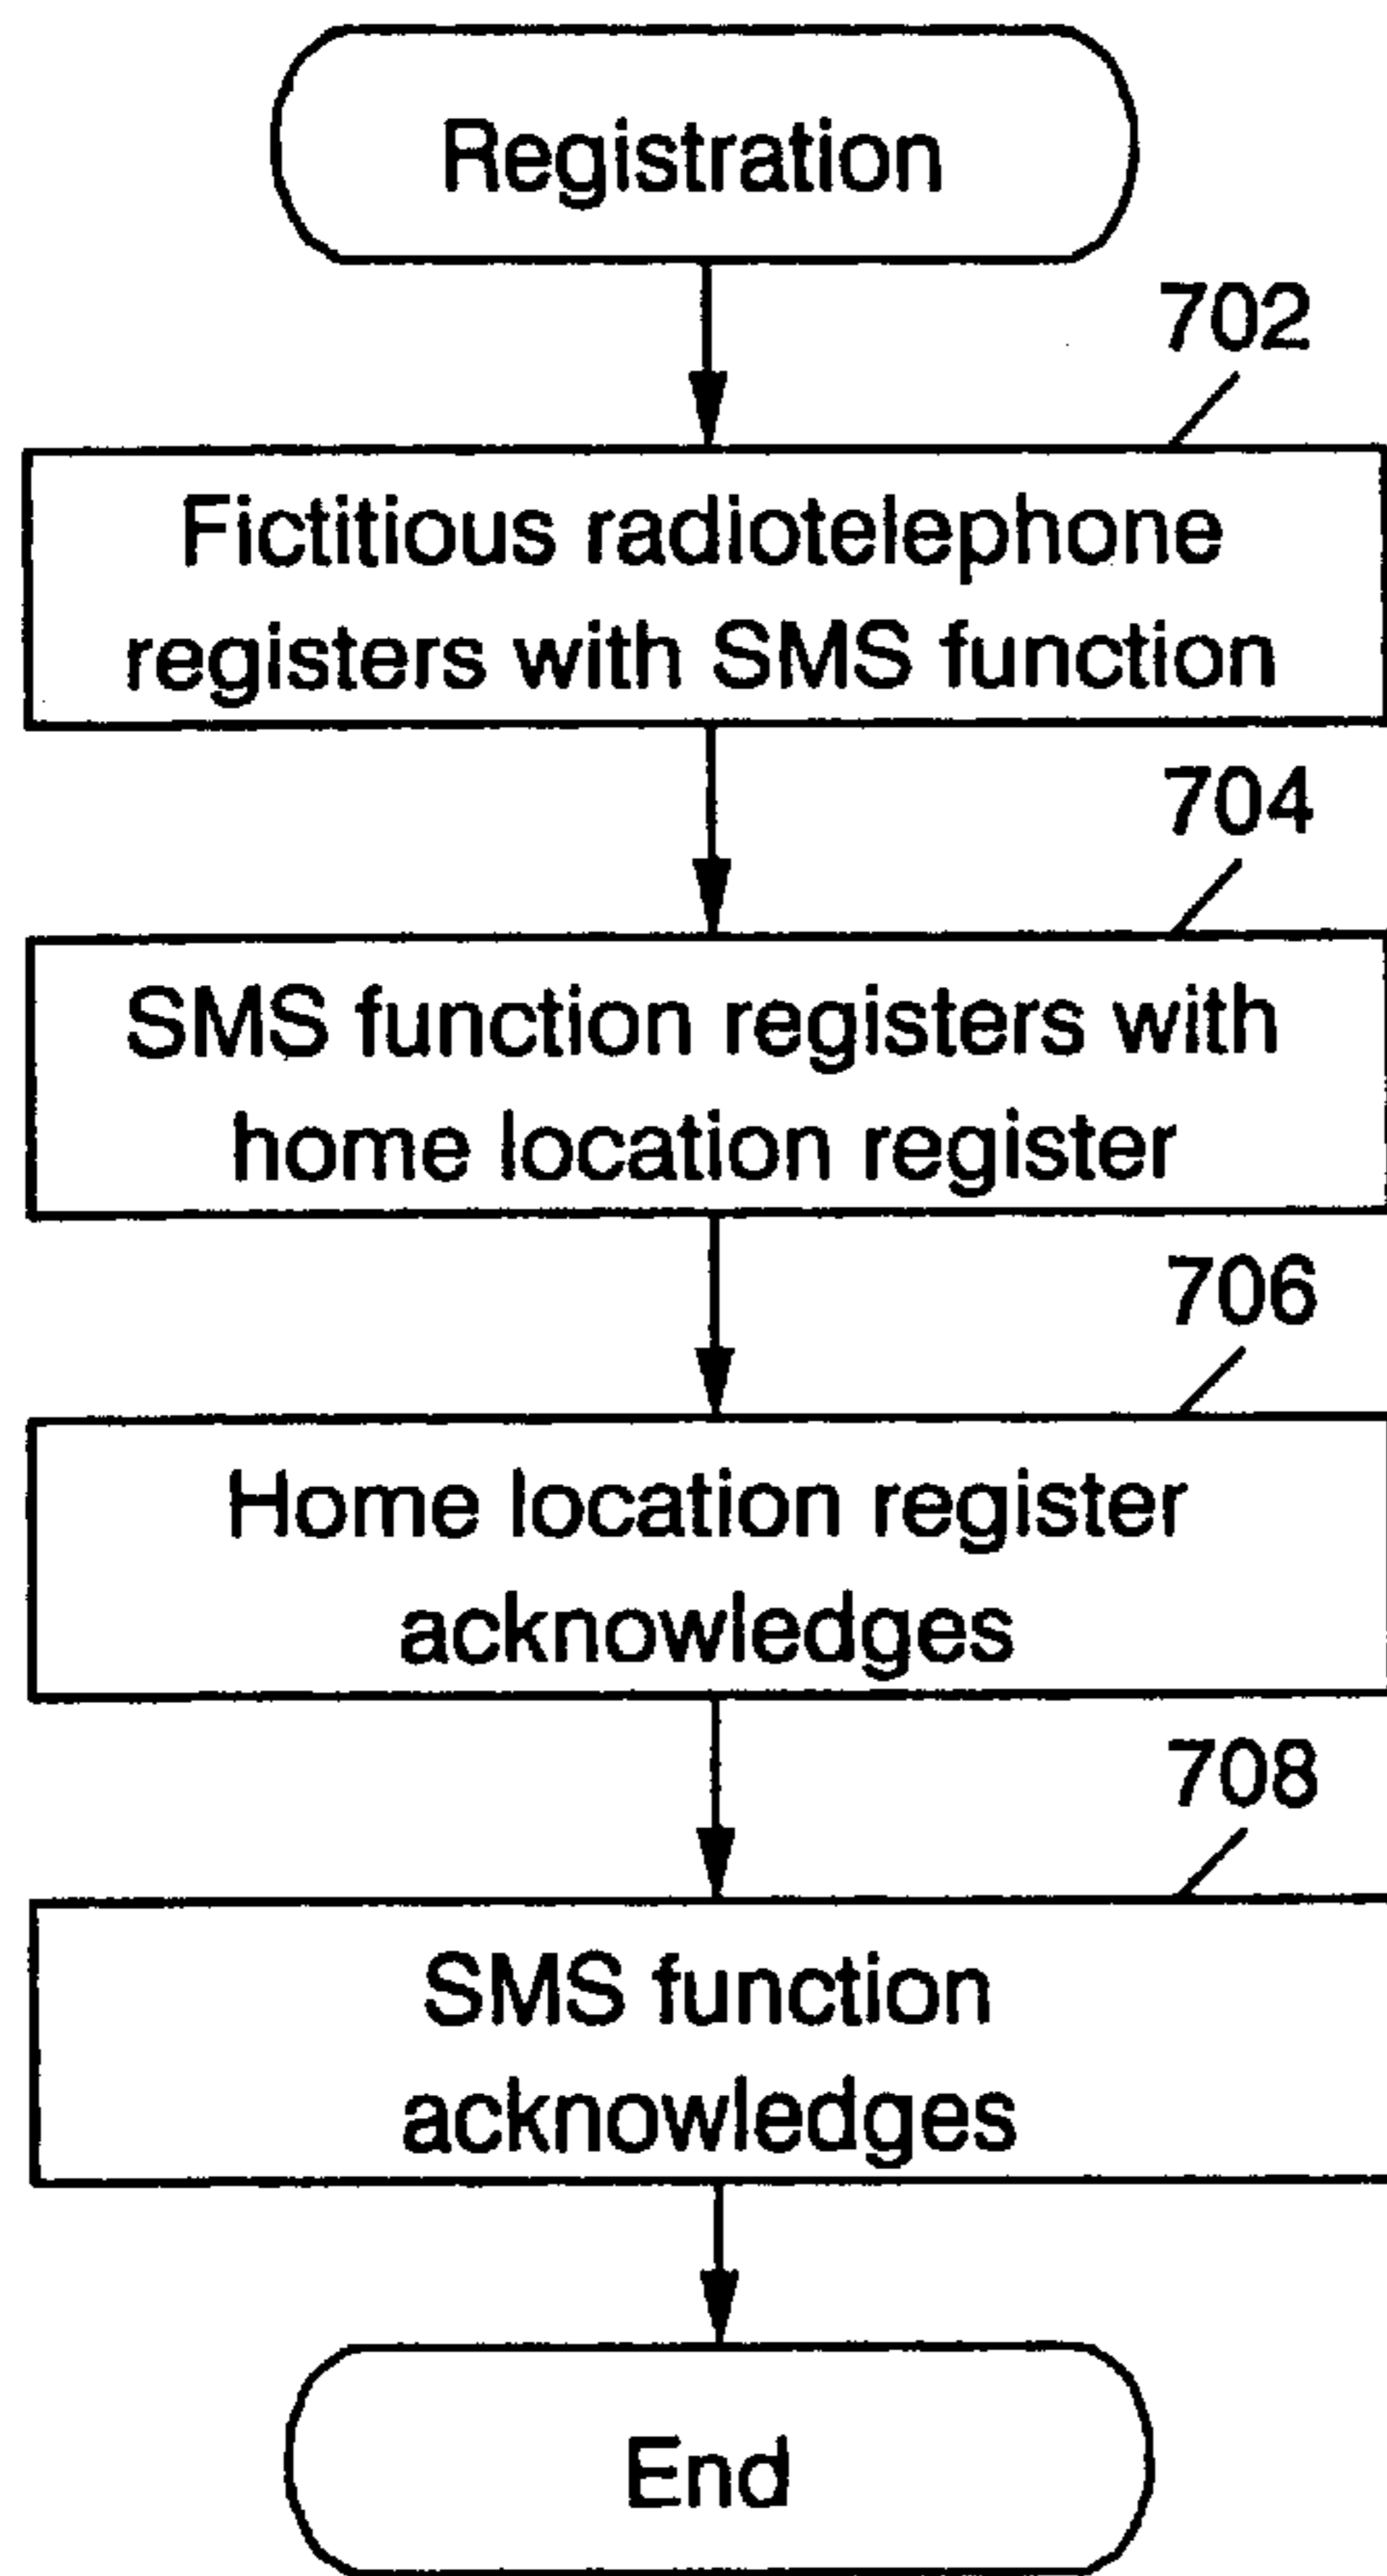 Registration
702
Fictitious radiotelephone
registers with SMS function
704
SMS function registers with
home location register
706
Home location register
acknowledges
708
SMS function
acknowledges
End